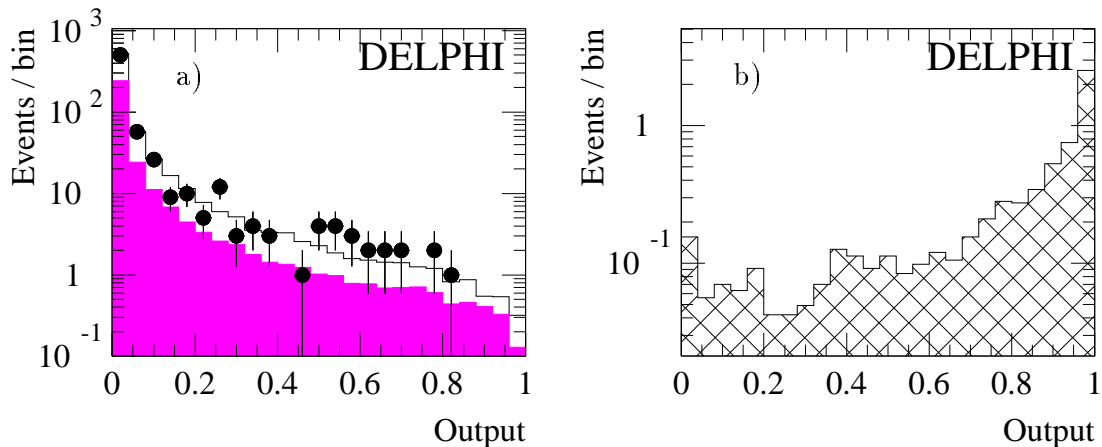 DELPHI
a)
Events / bin
10 3
10 2
10
1
10 -1
0 0.2 0.4 0.6 0.8 1
Output
DELPHI
b)
Events / bin
1
10 -1
0 0.2 0.4 0.6 0.8 1
Output